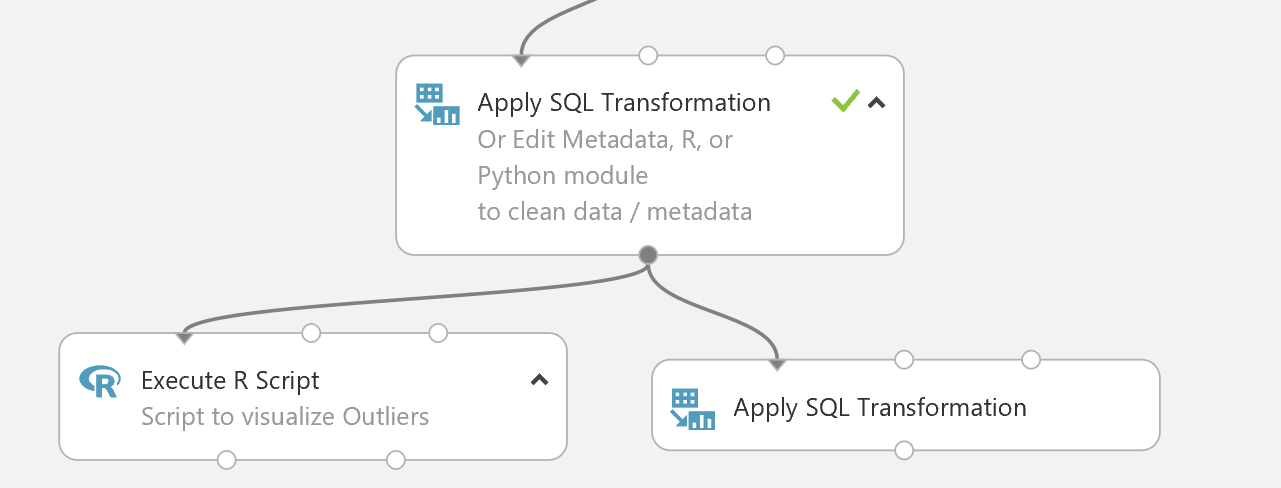 Apply SQL Transformation
Or Edit Metadata, R, or
Python module
to clean data / metadata
R Execute R Script
Script to visualize Outliers
Apply SQL Transformation